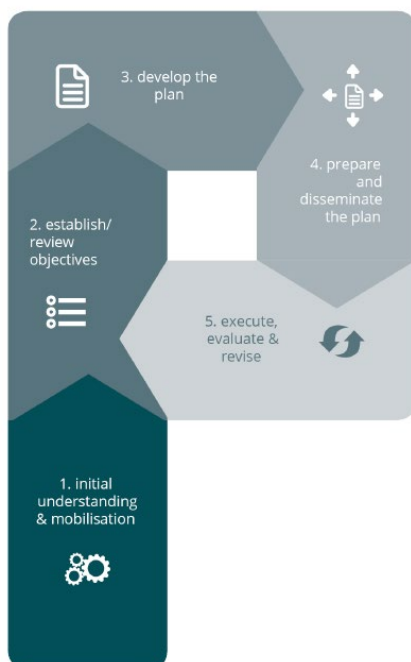 3. develop the
plan
4. prepare
and
disseminate
the plan
2. establish/
review
objectives
5. execute,
evaluate &
revise
1. initial
understanding
& mobilisation